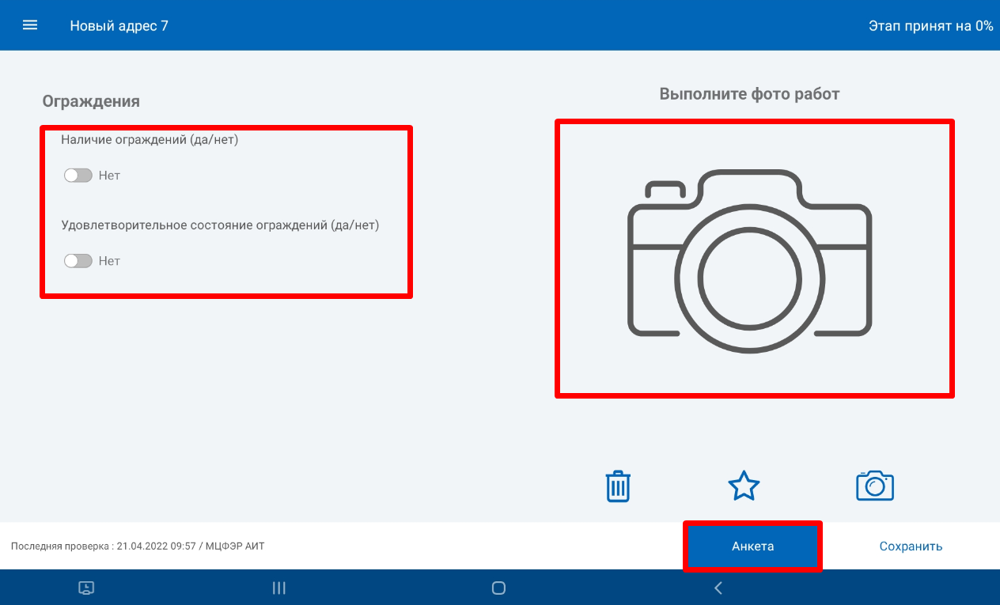 Новый адрес 7
Этап принят на 0%
Ограждения
Наличие ограждений (да/нет)
Нет
Удовлетворительное состояние ограждений (да/нет)
Нет
Выполните фото работ
Последняя проверка : 21.04.2022 09:57 / МЦФЭР АИТ
Анкета
Сохранить